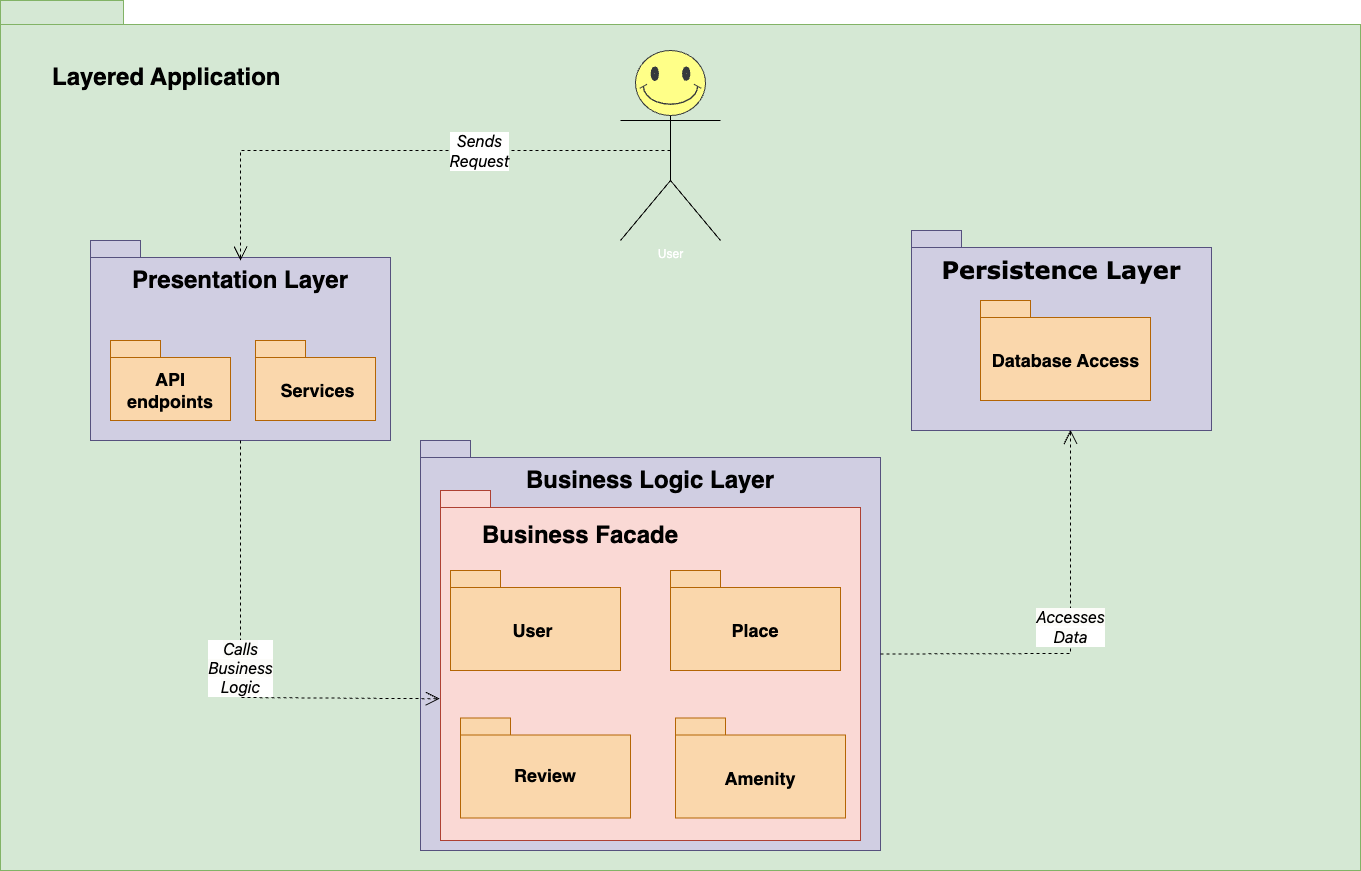 Layered Application
Sends
Request
User
Presentation Layer
API
endpoints
Services
Persistence Layer
Database Access
Business Logic Layer
Business Facade
User
Place
Review
Amenity
Calls
Business
Logic
Accesses
Data